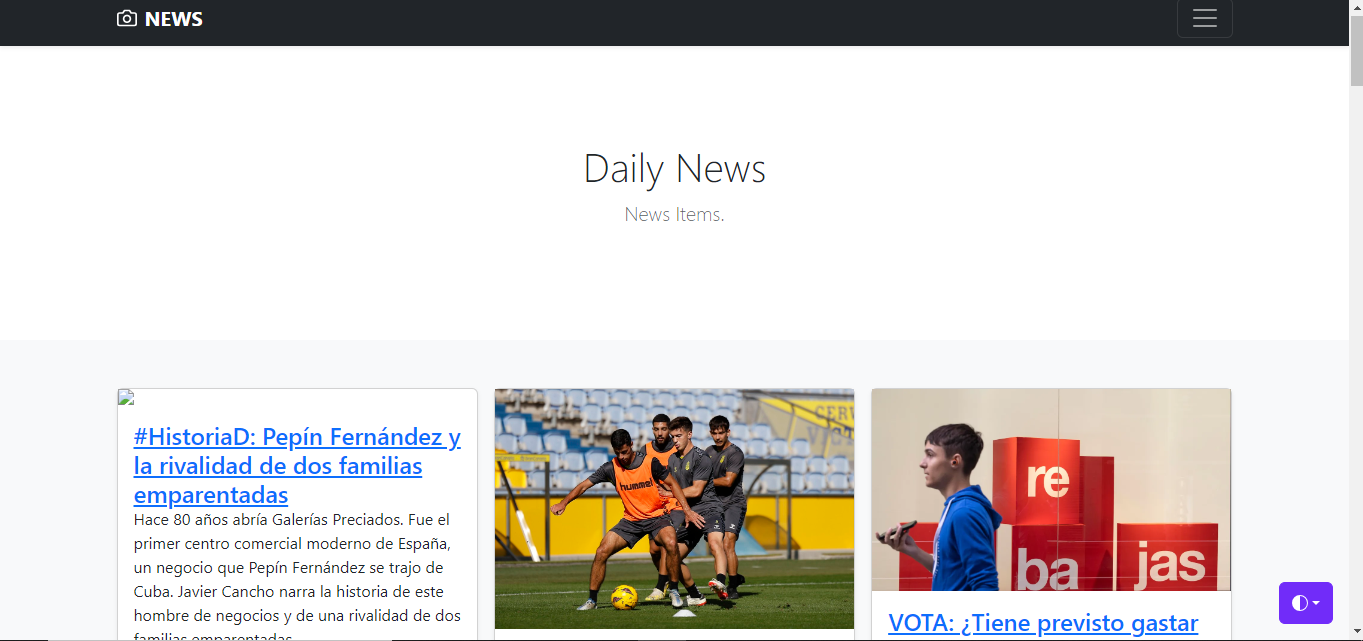 NEWS
Daily News
News Items.
#HistoriaD: Pepín Fernández y
la rivalidad de dos familias
emparentadas
Hace 80 años abría Galerías Preciados. Fue el
primer centro comercial moderno de España,
un negocio que Pepín Fernández se trajo de
Cuba. Javier Cancho narra la historia de este
hombre de negocios y de una rivalidad de dos
familias emparentadas
hummel
re
ba
jas
VOTA: ¿Tiene previsto gastar